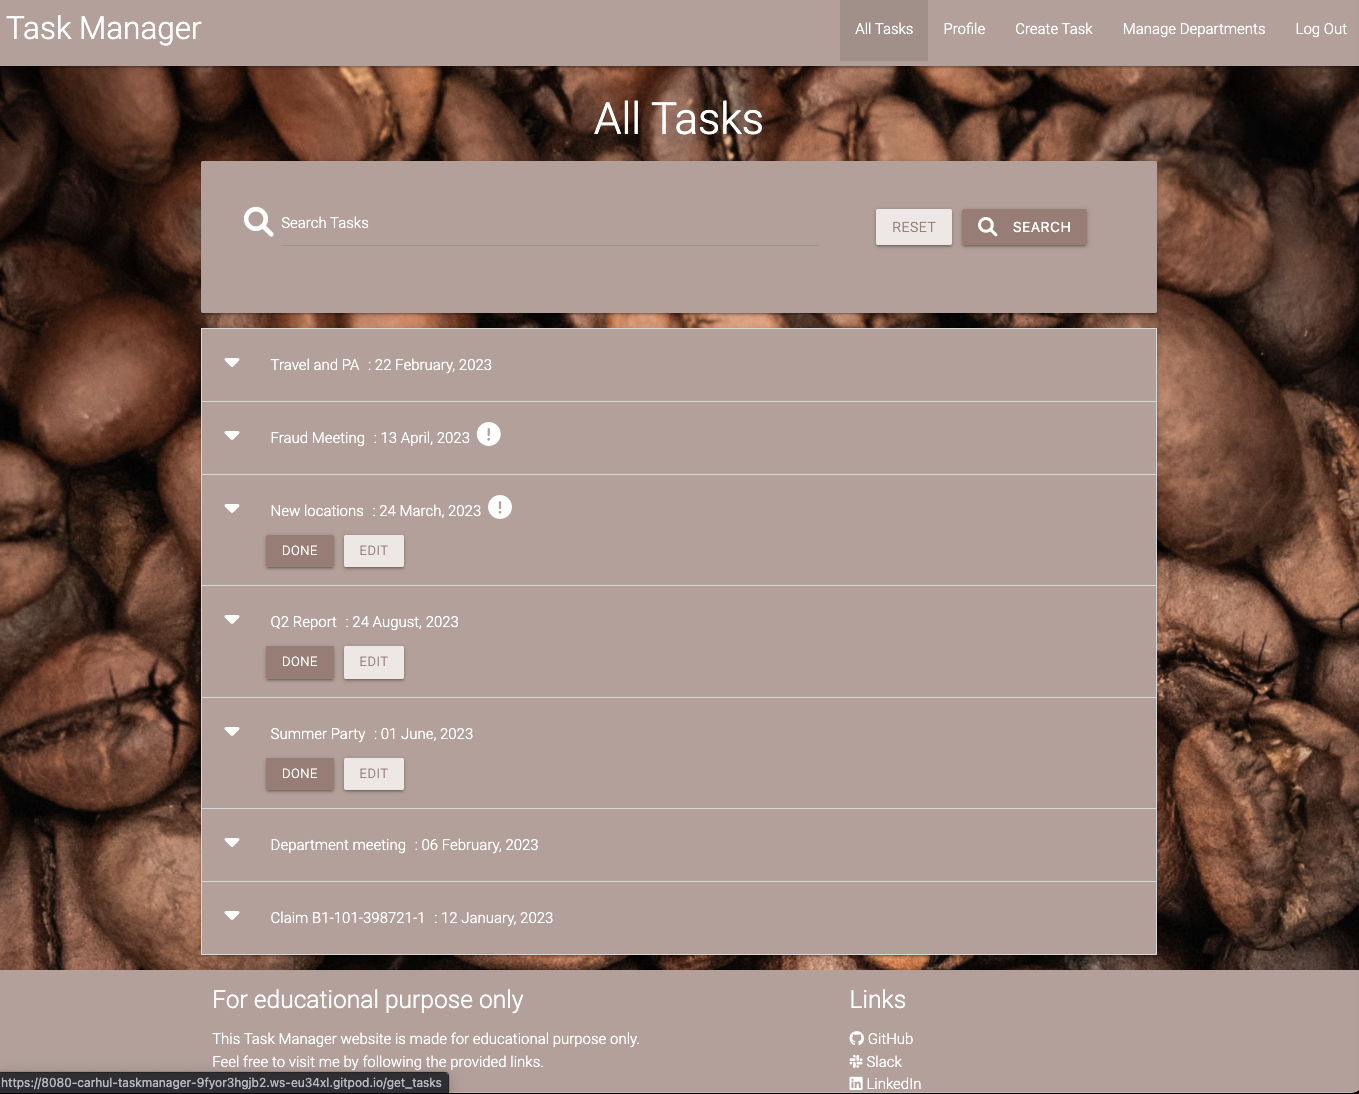 Task Manager
All Tasks
Profile
Create Task
Manage Departments
Log Out
All Tasks
Search Tasks
RESET
SEARCH
Travel and PA : 22 February, 2023
Fraud Meeting : 13 April, 2023
New locations : 24 March, 2023
DONE
EDIT
Q2 Report : 24 August, 2023
DONE
EDIT
Summer Party : 01 June, 2023
DONE
EDIT
Department meeting : 06 February, 2023
Claim B1-101-398721-1 : 12 January, 2023
For educational purpose only
This Task Manager website is made for educational purpose only.
Feel free to visit me by following the provided links.
Links
GitHub
Slack
LinkedIn
https://8080-carhul-taskmanager-9fyor3hgjb2.ws-eu34xl.gitpod.io/get_tasks